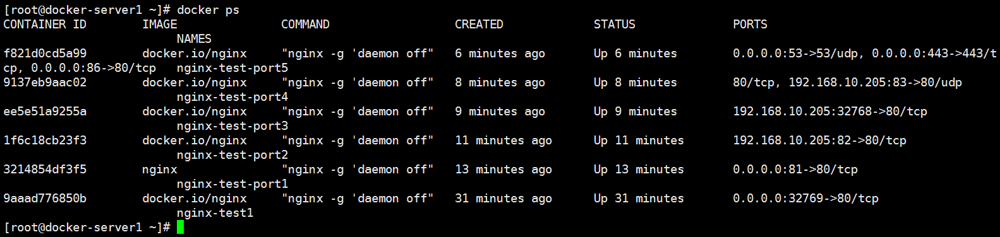 [root@docker-server1 ~]# docker ps
CONTAINER ID        IMAGE               COMMAND                  CREATED             STATUS              PORTS
                         NAMES
f821d0cd5a99        docker.io/nginx     "nginx -g 'daemon off"   6 minutes ago       Up 6 minutes        0.0.0.0:53->53/udp, 0.0.0.0:443->443/t
cp, 0.0.0.0:86->80/tcp   nginx-test-port5
9137eb9aac02        docker.io/nginx     "nginx -g 'daemon off"   8 minutes ago       Up 8 minutes        80/tcp, 192.168.10.205:83->80/udp
                         nginx-test-port4
ee5e51a9255a        docker.io/nginx     "nginx -g 'daemon off"   9 minutes ago       Up 9 minutes        192.168.10.205:32768->80/tcp
                         nginx-test-port3
1f6c18cb23f3        docker.io/nginx     "nginx -g 'daemon off"   11 minutes ago      Up 11 minutes       192.168.10.205:82->80/tcp
                         nginx-test-port2
3214854df3f5        nginx               "nginx -g 'daemon off"   13 minutes ago      Up 13 minutes       0.0.0.0:81->80/tcp
                         nginx-test-port1
9aaad776850b        docker.io/nginx     "nginx -g 'daemon off"   31 minutes ago      Up 31 minutes       0.0.0.0:32769->80/tcp
                         nginx-test1
[root@docker-server1 ~]#